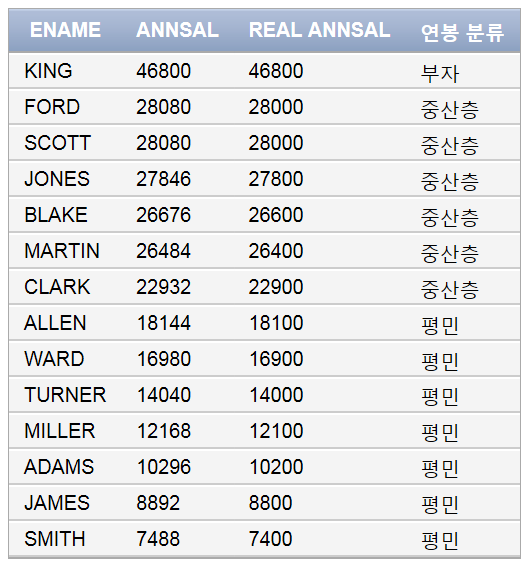 ENAME ANNSAL REAL ANNSAL 연봉 분류
KING 46800 46800 부자
FORD 28080 28000 중산층
SCOTT 28080 28000 중산층
JONES 27846 27800 중산층
BLAKE 26676 26600 중산층
MARTIN 26484 26400 중산층
CLARK 22932 22900 중산층
ALLEN 18144 18100 평민
WARD 16980 16900 평민
TURNER 14040 14000 평민
MILLER 12168 12100 평민
ADAMS 10296 10200 평민
JAMES 8892 8800 평민
SMITH 7488 7400 평민